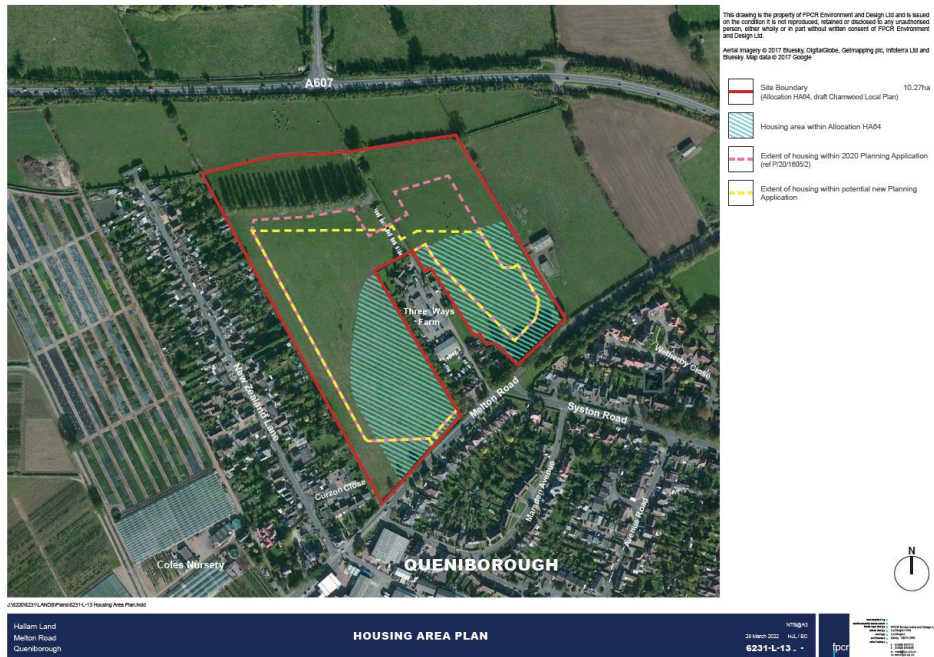 This drawing is the property of FPCR Environment and Design Ltd and is issued
on the condition it is not reproduced, retained or disclosed to any unauthorised
person, either wholly or in part without written consent of FPCR Environment
and Design Ltd.
Aerial Imagery © 2017 Bluesky, DigitalGlobe, Getmapping plc, Infoterra Ltd and
Bluesky, Map data © 2017 Google
Site Boundary 10.27ha
(Allocation HA64, draft Charnwood Local Plan)
Housing area within Allocation HA64
Extent of housing within 2020 Planning Application
(ref P/20/1605/2)
Extent of housing within potential new Planning
Application
A607
Three Ways
Farm
New Zealand Lane
Melton Road
Wetherby Close
Syston Road
Curzon Close
Avenue Road
Coles Nursery
QUENIBOROUGH
N
Hallam Land
Melton Road
Queniborough
HOUSING AREA PLAN
NTS@A3
28 March 2022 HJL / BC
6231-L-13 . -
fpcr